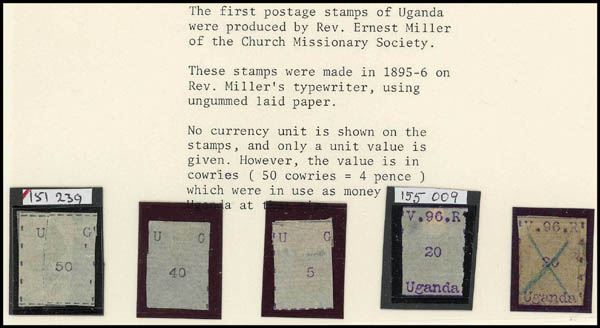 The first postage stamps of Uganda
were produced by Rev. Ernest Miller
of the Church Missionary Society.
These stamps were made in 1895-6 on
Rev. Miller's typewriter, using
ungummed laid paper.
No currency unit is shown on the
stamps, and only a unit value is
given. However, the value is in
cowries ( 50 cowries = 4 pence )
which were in use as money
Uganda at
151 239
155 009
U G
50
U G
40
U G
5
V.96.R
20
Uganda
V.96.R
20
Uganda